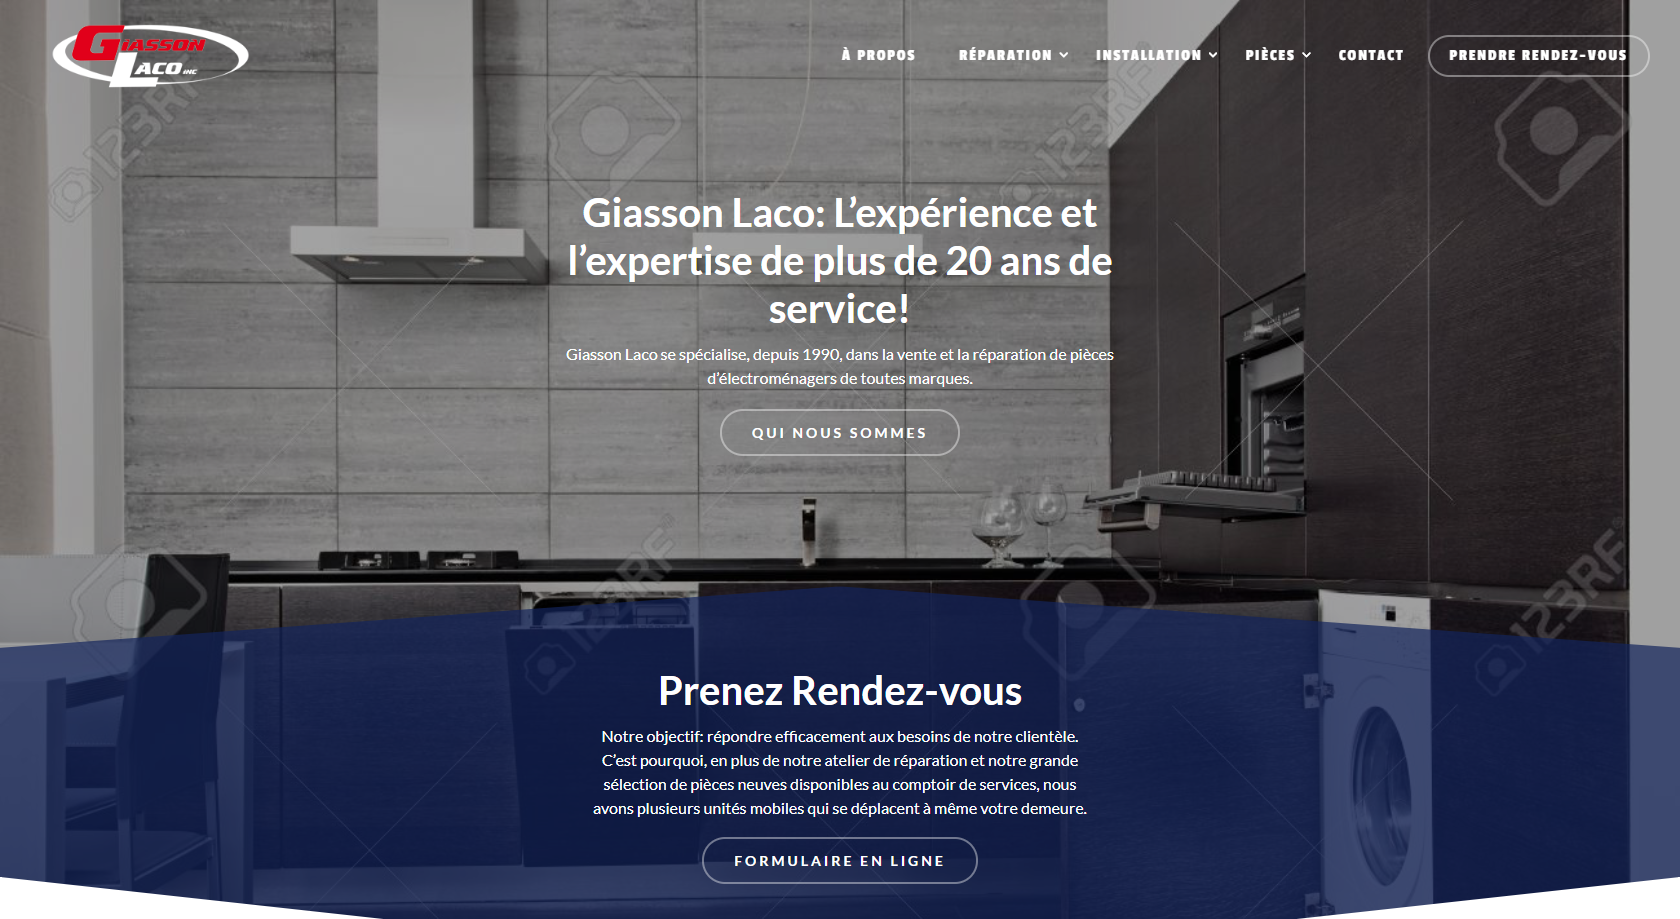 GIASSON
LACO INC
À PROPOS
RÉPARATION
INSTALLATION
PIÈCES
CONTACT
PRENDRE RENDEZ-VOUS
123RF
123RF
Giasson Laco: L’expérience et
l’expertise de plus de 20 ans de
service!
Giasson Laco se spécialise, depuis 1990, dans la vente et la réparation de pièces
d’électroménagers de toutes marques.
QUI NOUS SOMMES
123RF
123RF
Prenez Rendez-vous
Notre objectif: répondre efficacement aux besoins de notre clientèle.
C’est pourquoi, en plus de notre atelier de réparation et notre grande
sélection de pièces neuves disponibles au comptoir de services, nous
avons plusieurs unités mobiles qui se déplacent à même votre demeure.
FORMULAIRE EN LIGNE